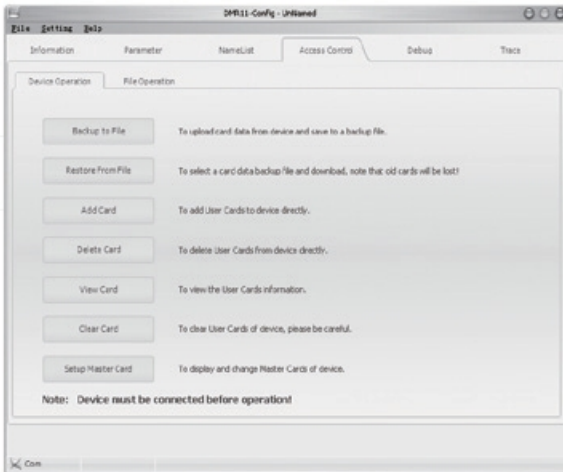 DMR11-Config - UnNamed
File Setting Help
Information Parameter NameList Access Control Debug Trace
Device Operation File Operation
Backup to File To upload card data from device and save to a backup file.
Restore From File To select a card data backup file and download, note that old cards will be lost!
Add Card To add User Cards to device directly.
Delete Card To delete User Cards from device directly.
View Card To view the User Cards information.
Clear Card To clear User Cards of device, please be careful.
Setup Master Card To display and change Master Cards of device.
Note: Device must be connected before operation!
Com